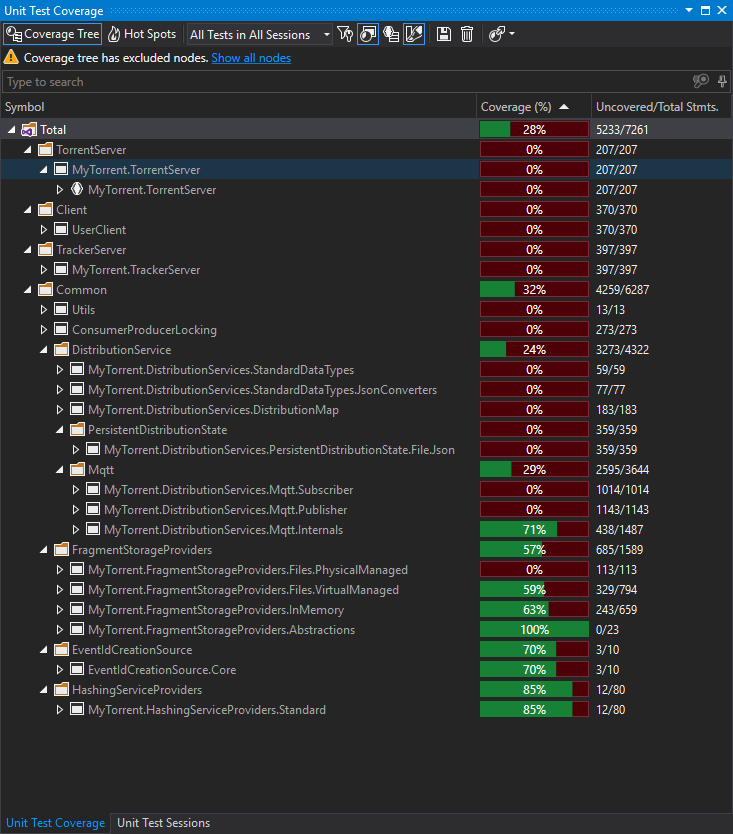 Unit Test Coverage
Coverage Tree Hot Spots All Tests in All Sessions
Coverage tree has excluded nodes. Show all nodes
Type to search
Symbol Coverage (%) Uncovered/Total Stmts.
Total 28% 5233/7261
TorrentServer 0% 207/207
MyTorrent.TorrentServer 0% 207/207
MyTorrent.TorrentServer 0% 207/207
Client 0% 370/370
UserClient 0% 370/370
TrackerServer 0% 397/397
MyTorrent.TrackerServer 0% 397/397
Common 32% 4259/6287
Utils 0% 13/13
ConsumerProducerLocking 0% 273/273
DistributionService 24% 3273/4322
MyTorrent.DistributionServices.StandardDataTypes 0% 59/59
MyTorrent.DistributionServices.StandardDataTypes.JsonConverters 0% 77/77
MyTorrent.DistributionServices.DistributionMap 0% 183/183
PersistentDistributionState 0% 359/359
MyTorrent.DistributionServices.PersistentDistributionState.File.Json 0% 359/359
Mqtt 29% 2595/3644
MyTorrent.DistributionServices.Mqtt.Subscriber 0% 1014/1014
MyTorrent.DistributionServices.Mqtt.Publisher 0% 1143/1143
MyTorrent.DistributionServices.Mqtt.Internals 71% 438/1487
FragmentStorageProviders 57% 685/1589
MyTorrent.FragmentStorageProviders.Files.PhysicalManaged 0% 113/113
MyTorrent.FragmentStorageProviders.Files.VirtualManaged 59% 329/794
MyTorrent.FragmentStorageProviders.InMemory 63% 243/659
MyTorrent.FragmentStorageProviders.Abstractions 100% 0/23
EventIdCreationSource 70% 3/10
EventIdCreationSource.Core 70% 3/10
HashingServiceProviders 85% 12/80
MyTorrent.HashingServiceProviders.Standard 85% 12/80
Unit Test Coverage Unit Test Sessions